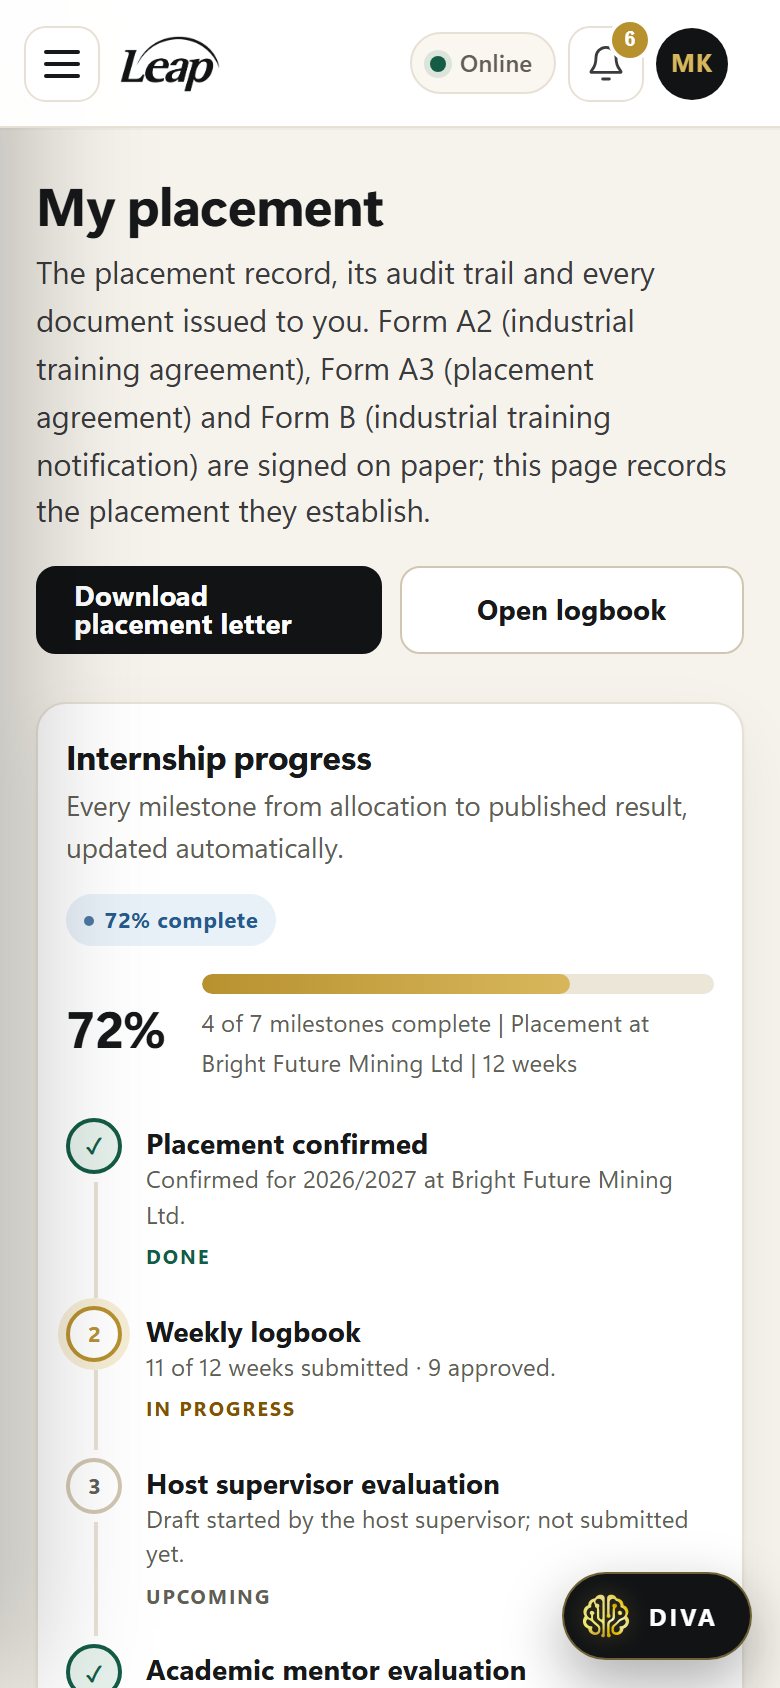 Leap
Online
6
MK
My placement
The placement record, its audit trail and every
document issued to you. Form A2 (industrial
training agreement), Form A3 (placement
agreement) and Form B (industrial training
notification) are signed on paper; this page records
the placement they establish.
Download
placement letter
Open logbook
Internship progress
Every milestone from allocation to published result,
updated automatically.
72% complete
72%
4 of 7 milestones complete | Placement at
Bright Future Mining Ltd | 12 weeks
Placement confirmed
Confirmed for 2026/2027 at Bright Future Mining
Ltd.
DONE
2
Weekly logbook
11 of 12 weeks submitted · 9 approved.
IN PROGRESS
3
Host supervisor evaluation
Draft started by the host supervisor; not submitted
yet.
UPCOMING
DIVA
Academic mentor evaluation